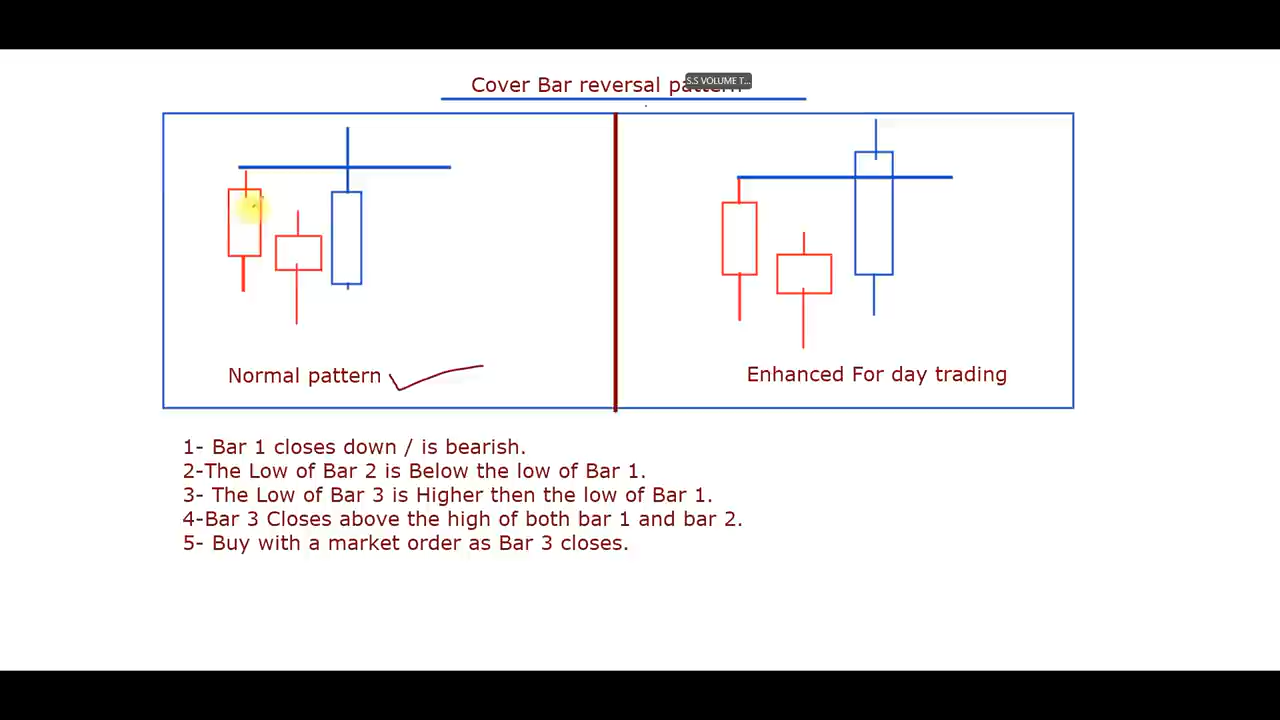 Cover Bar reversal
S.S VOLUME T...
Normal pattern
Enhanced For day trading
1- Bar 1 closes down / is bearish.
2-The Low of Bar 2 is Below the low of Bar 1.
3- The Low of Bar 3 is Higher then the low of Bar 1.
4-Bar 3 Closes above the high of both bar 1 and bar 2.
5- Buy with a market order as Bar 3 closes.